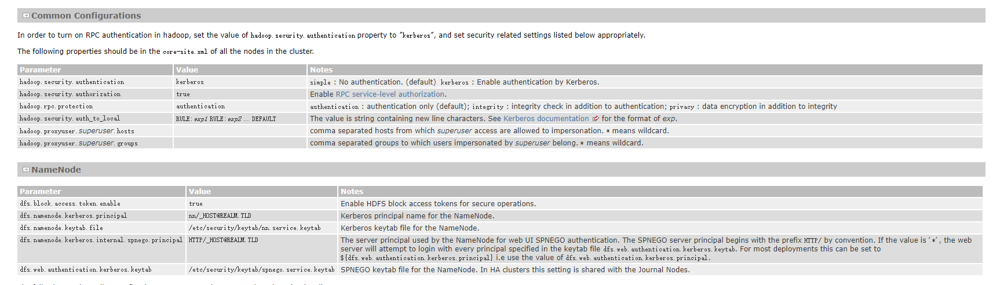 Common Configurations
In order to turn on RPC authentication in hadoop, set the value of hadoop.security.authentication property to "kerberos", and set security related settings listed below appropriately.
The following properties should be in the core-site.xml of all the nodes in the cluster.
Parameter Value Notes
hadoop.security.authentication kerberos simple : No authentication. (default) kerberos : Enable authentication by Kerberos.
hadoop.security.authorization true Enable RPC service-level authorization.
hadoop.rpc.protection authentication authentication : authentication only (default); integrity : integrity check in addition to authentication; privacy : data encryption in addition to integrity
hadoop.security.auth_to_local RULE:exp1 RULE:exp2 … DEFAULT The value is string containing new line characters. See Kerberos documentation for the format of exp.
hadoop.proxyuser.superuser.hosts comma separated hosts from which superuser access are allowed to impersonation. * means wildcard.
hadoop.proxyuser.superuser.groups comma separated groups to which users impersonated by superuser belong. * means wildcard.
NameNode
Parameter Value Notes
dfs.block.access.token.enable true Enable HDFS block access tokens for secure operations.
dfs.namenode.kerberos.principal nn/_HOST@REALM.TLD Kerberos principal name for the NameNode.
dfs.namenode.keytab.file /etc/security/keytab/nn.service.keytab Kerberos keytab file for the NameNode.
dfs.namenode.kerberos.internal.spnego.principal HTTP/_HOST@REALM.TLD The server principal used by the NameNode for web UI SPNEGO authentication. The SPNEGO server principal begins with the prefix HTTP/ by convention. If the value is '*', the web
server will attempt to login with every principal specified in the keytab file dfs.web.authentication.kerberos.keytab. For most deployments this can be set to
${dfs.web.authentication.kerberos.principal} i.e use the value of dfs.web.authentication.kerberos.principal.
dfs.web.authentication.kerberos.keytab /etc/security/keytab/spnego.service.keytab SPNEGO keytab file for the NameNode. In HA clusters this setting is shared with the Journal Nodes.